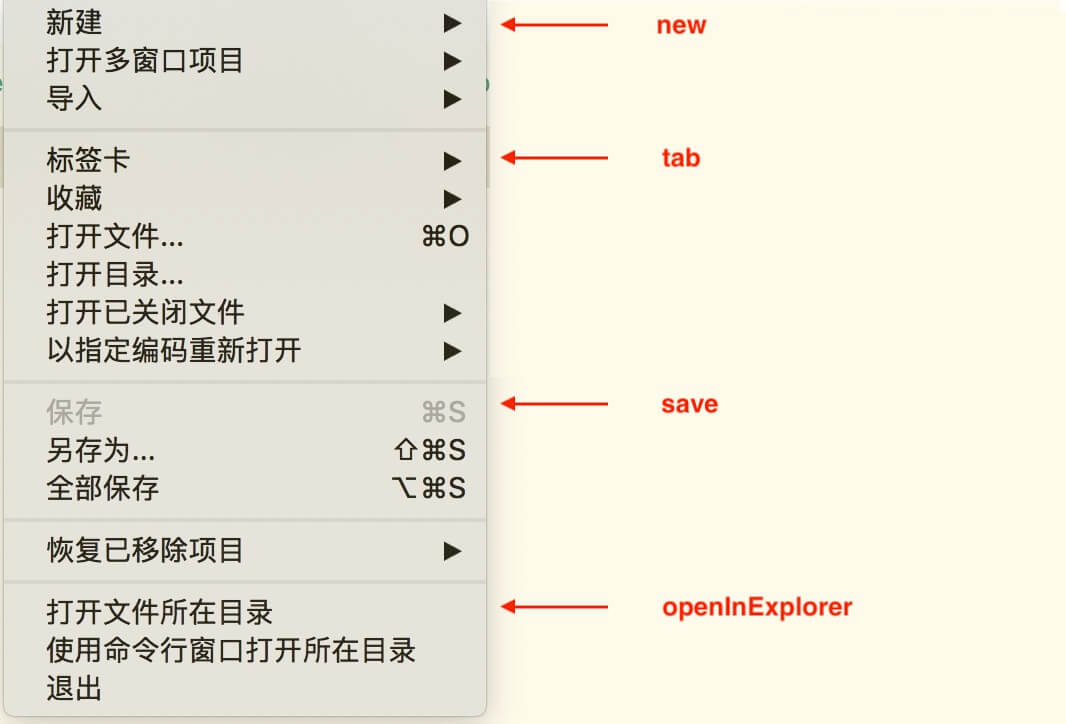 新建 ▶ new
打开多窗口项目 ▶
导入 ▶
标签卡 ▶ tab
收藏 ▶
打开文件... ⌘O
打开目录...
打开已关闭文件 ▶
以指定编码重新打开 ▶
保存 ⌘S save
另存为... ⇧⌘S
全部保存 ⌥⌘S
恢复已移除项目 ▶
打开文件所在目录 openInExplorer
使用命令行窗口打开所在目录
退出